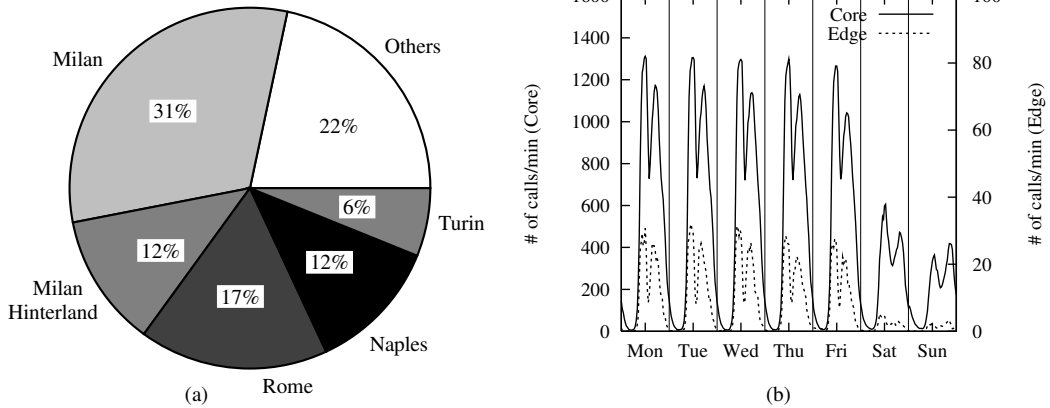 Milan
Others
31%
22%
6%
Turin
12%
12%
Milan
Hinterland
17%
Naples
Rome
(a)
1600
1400
1200
1000
800
600
400
200
0
# of calls/min (Core)
Core
Edge
100
80
60
40
20
0
# of calls/min (Edge)
Mon Tue Wed Thu Fri Sat Sun
(b)